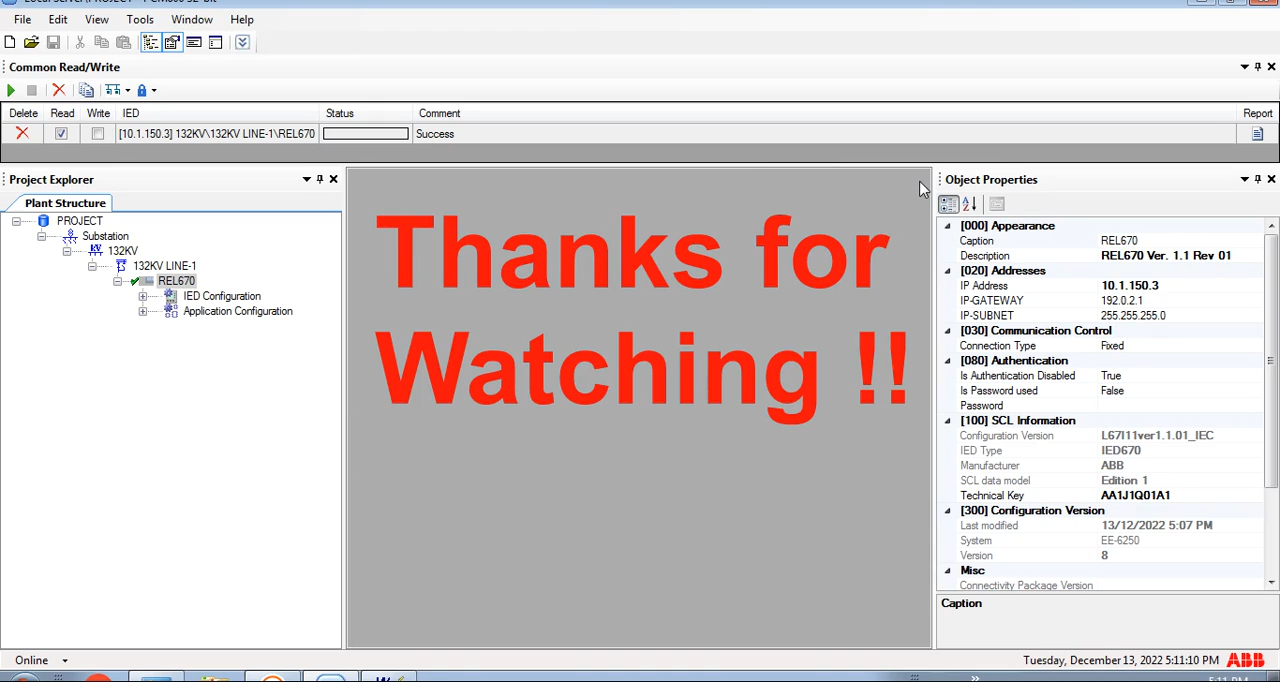 File Edit View Tools Window Help
Common Read/Write
Delete Read Write IED Status Comment Report
[10.1.150.3] 132KV\132KV LINE-1\REL670 Success
Project Explorer
Plant Structure
PROJECT
Substation
132KV
132KV LINE-1
REL670
IED Configuration
Application Configuration
Thanks for
Watching !!
Object Properties
[000] Appearance
Caption REL670
Description REL670 Ver. 1.1 Rev 01
[020] Addresses
IP Address 10.1.150.3
IP-GATEWAY 192.0.2.1
IP-SUBNET 255.255.255.0
[030] Communication Control
Connection Type Fixed
[080] Authentication
Is Authentication Disabled True
Is Password used False
Password
[100] SCL Information
Configuration Version L67I11ver1.1.01_IEC
IED Type IED670
Manufacturer ABB
SCL data model Edition 1
Technical Key AA1J1Q01A1
[300] Configuration Version
Last modified 13/12/2022 5:07 PM
System EE-6250
Version 8
Misc
Connectivity Package Version
Caption
Online
Tuesday, December 13, 2022 5:11:10 PM ABB